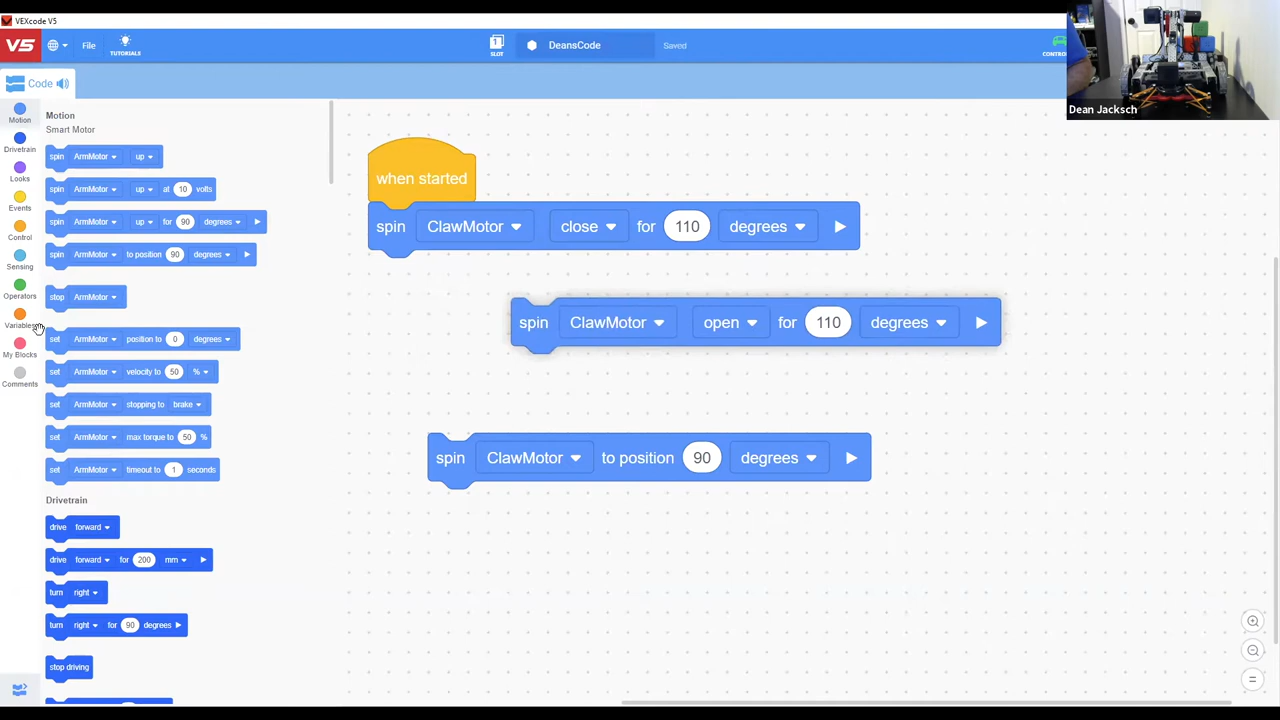 VEXcode V5
V5 File TUTORIALS 1 SLOT DeansCode Saved
Code
Motion
Drivetrain
Looks
Events
Control
Sensing
Operators
Variables
My Blocks
Comments
Motion
Smart Motor
spin ArmMotor up
spin ArmMotor up at 10 volts
spin ArmMotor up for 90 degrees
spin ArmMotor to position 90 degrees
stop ArmMotor
set ArmMotor position to 0 degrees
set ArmMotor velocity to 50 %
set ArmMotor stopping to brake
set ArmMotor max torque to 50 %
set ArmMotor timeout to 1 seconds
Drivetrain
drive forward
drive forward for 200 mm
turn right
turn right for 90 degrees
stop driving
when started
spin ClawMotor close for 110 degrees
spin ClawMotor open for 110 degrees
spin ClawMotor to position 90 degrees
Dean Jacksch